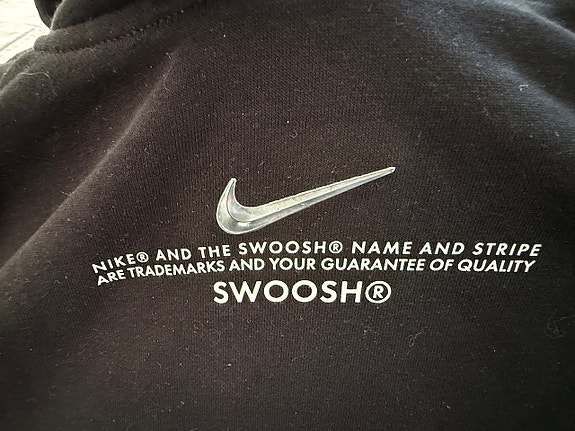 NIKE® AND THE SWOOSH® NAME AND STRIPE
ARE TRADEMARKS AND YOUR GUARANTEE OF QUALITY
SWOOSH®